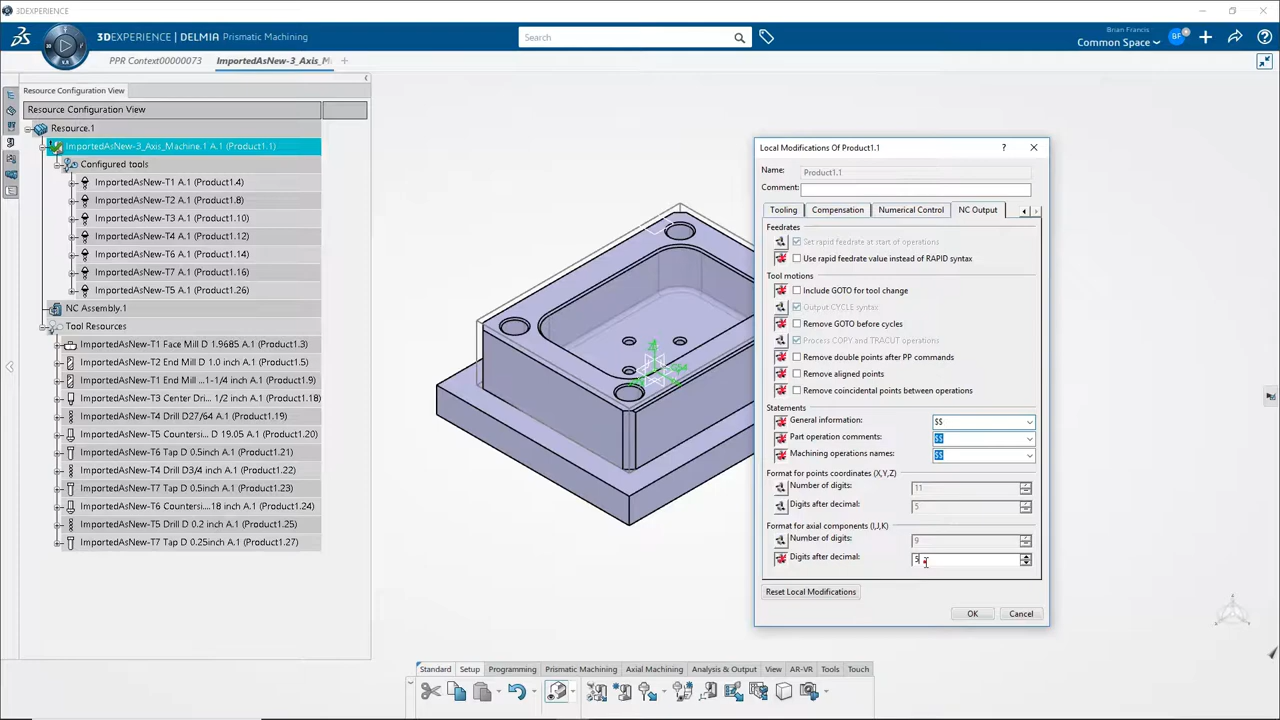 3DEXPERIENCE
3DEXPERIENCE | DELMIA Prismatic Machining
Search
Brian Francis
Common Space
BF
PPR Context00000073
ImportedAsNew-3_Axis_M...
Resource Configuration View
Resource Configuration View
Resource.1
ImportedAsNew-3_Axis_Machine.1 A.1 (Product1.1)
Configured tools
ImportedAsNew-T1 A.1 (Product1.4)
ImportedAsNew-T2 A.1 (Product1.8)
ImportedAsNew-T3 A.1 (Product1.10)
ImportedAsNew-T4 A.1 (Product1.12)
ImportedAsNew-T6 A.1 (Product1.14)
ImportedAsNew-T7 A.1 (Product1.16)
ImportedAsNew-T5 A.1 (Product1.26)
NC Assembly.1
Tool Resources
ImportedAsNew-T1 Face Mill D 1.9685 A.1 (Product1.3)
ImportedAsNew-T2 End Mill D 1.0 inch A.1 (Product1.5)
ImportedAsNew-T1 End Mill ...1-1/4 inch A.1 (Product1.9)
ImportedAsNew-T3 Center Dri... 1/2 inch A.1 (Product1.18)
ImportedAsNew-T4 Drill D27/64 A.1 (Product1.19)
ImportedAsNew-T5 Countersi... D 19.05 A.1 (Product1.20)
ImportedAsNew-T6 Tap D 0.5inch A.1 (Product1.21)
ImportedAsNew-T4 Drill D3/4 inch A.1 (Product1.22)
ImportedAsNew-T7 Tap D 0.5inch A.1 (Product1.23)
ImportedAsNew-T6 Countersi....18 inch A.1 (Product1.24)
ImportedAsNew-T5 Drill D 0.2 inch A.1 (Product1.25)
ImportedAsNew-T7 Tap D 0.25inch A.1 (Product1.27)
Local Modifications Of Product1.1
Name: Product1.1
Comment:
Tooling Compensation Numerical Control NC Output
Feedrates
Set rapid feedrate at start of operations
Use rapid feedrate value instead of RAPID syntax
Tool motions
Include GOTO for tool change
Output CYCLE syntax
Remove GOTO before cycles
Process COPY and TRACUT operations
Remove double points after PP commands
Remove aligned points
Remove coincidental points between operations
Statements
General information: $$
Part operation comments: $$
Machining operations names: $$
Format for points coordinates (X,Y,Z)
Number of digits: 11
Digits after decimal: 5
Format for axial components (I,J,K)
Number of digits: 9
Digits after decimal: 5
Reset Local Modifications
OK Cancel
Standard Setup Programming Prismatic Machining Axial Machining Analysis & Output View AR-VR Tools Touch